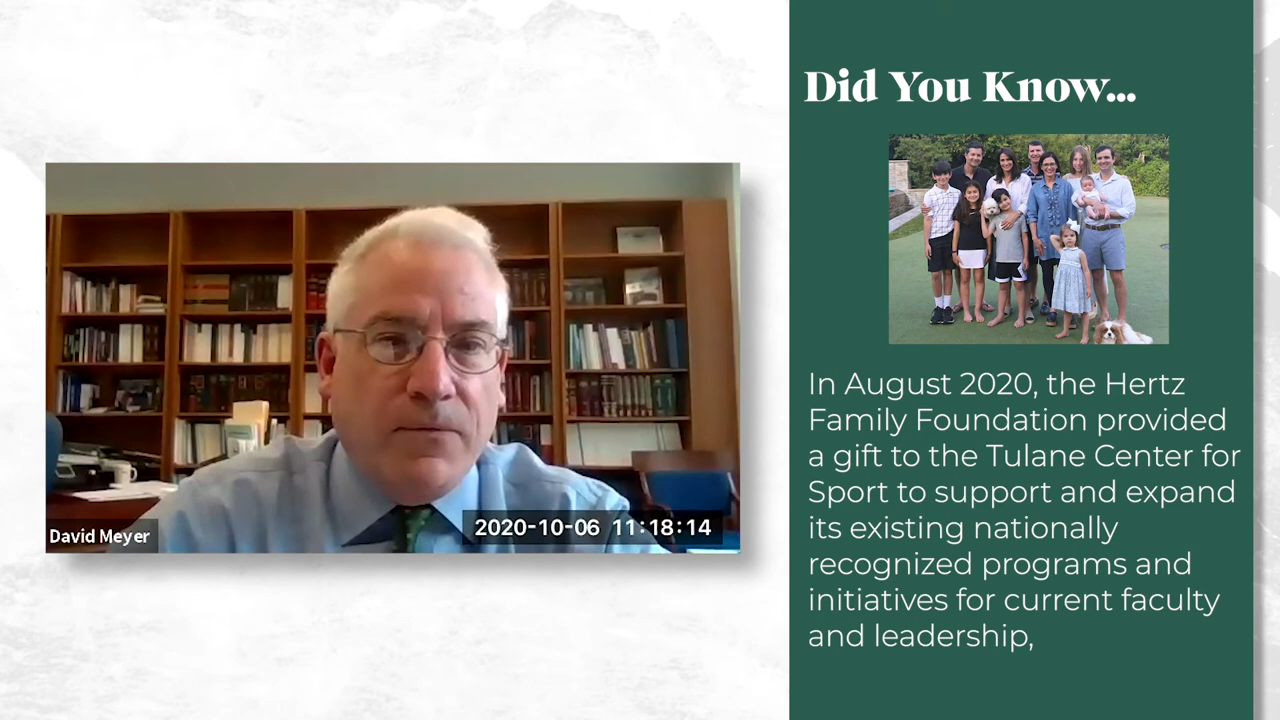 Did You Know...
In August 2020, the Hertz
Family Foundation provided
a gift to the Tulane Center for
Sport to support and expand
its existing nationally
recognized programs and
initiatives for current faculty
and leadership,
David Meyer
2020-10-06 11:18:14